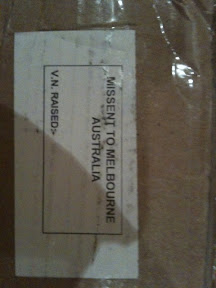 MISSENT TO MELBOURNE
AUSTRALIA
V.N. RAISED>